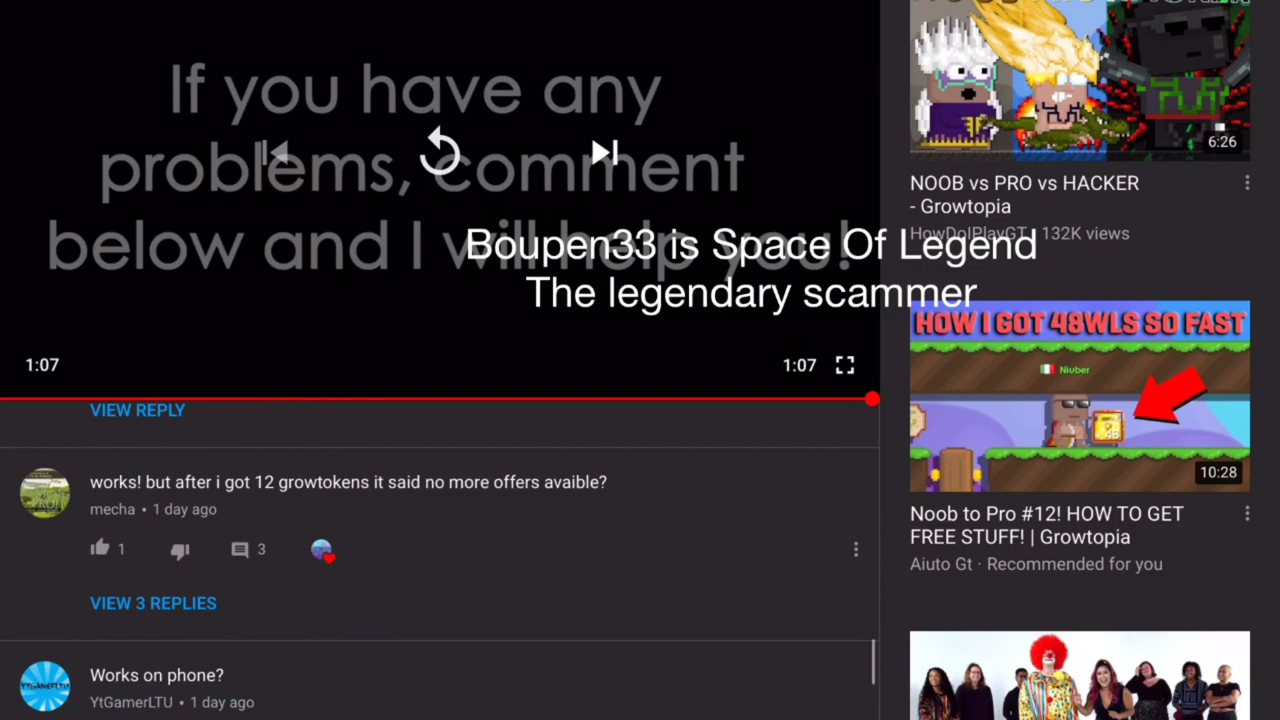 If you have any
problems, comment
below and I will help you!
Boupen33 is Space Of Legend
The legendary scammer
1:07
1:07
VIEW REPLY
works! but after i got 12 growtokens it said no more offers avaible?
mecha • 1 day ago
1
3
VIEW 3 REPLIES
Works on phone?
YtGamerLTU • 1 day ago
6:26
NOOB vs PRO vs HACKER
- Growtopia
HowDoIPlayGT · 132K views
HOW I GOT 48WLS SO FAST
Niuber
48
10:28
Noob to Pro #12! HOW TO GET
FREE STUFF! | Growtopia
Aiuto Gt · Recommended for you